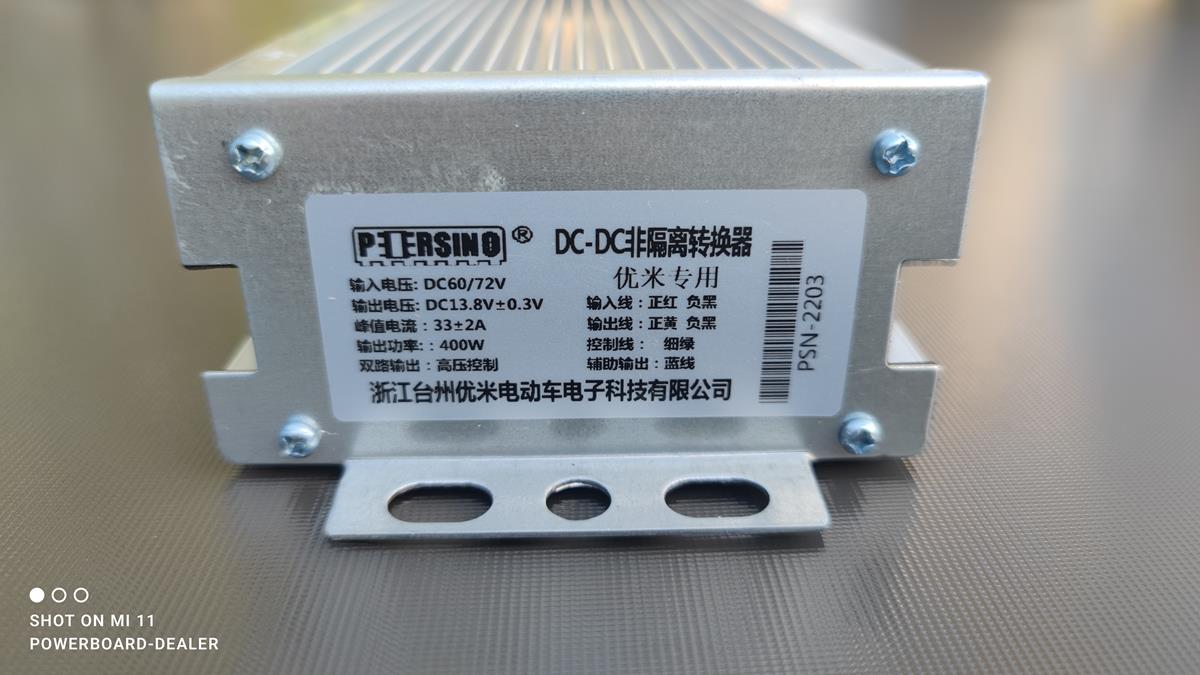 PETERSINO®
DC-DC非隔离转换器
优米专用
输入电压: DC60/72V
输出电压: DC13.8V±0.3V
峰值电流：33±2A
输出功率:：400W
双路输出：高压控制
输入线：正红 负黑
输出线：正黄 负黑
控制线： 细绿
辅助输出：蓝线
浙江台州优米电动车电子科技有限公司
PSN-2203
SHOT ON MI 11
POWERBOARD-DEALER